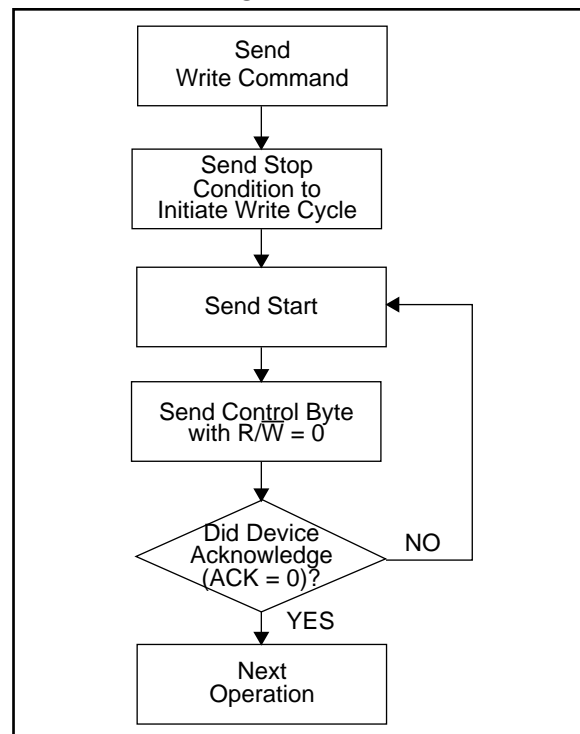 Send
Write Command
Send Stop
Condition to
Initiate Write Cycle
Send Start
Send Control Byte
with R/W̅ = 0
Did Device
Acknowledge
(ACK = 0)?
NO
YES
Next
Operation